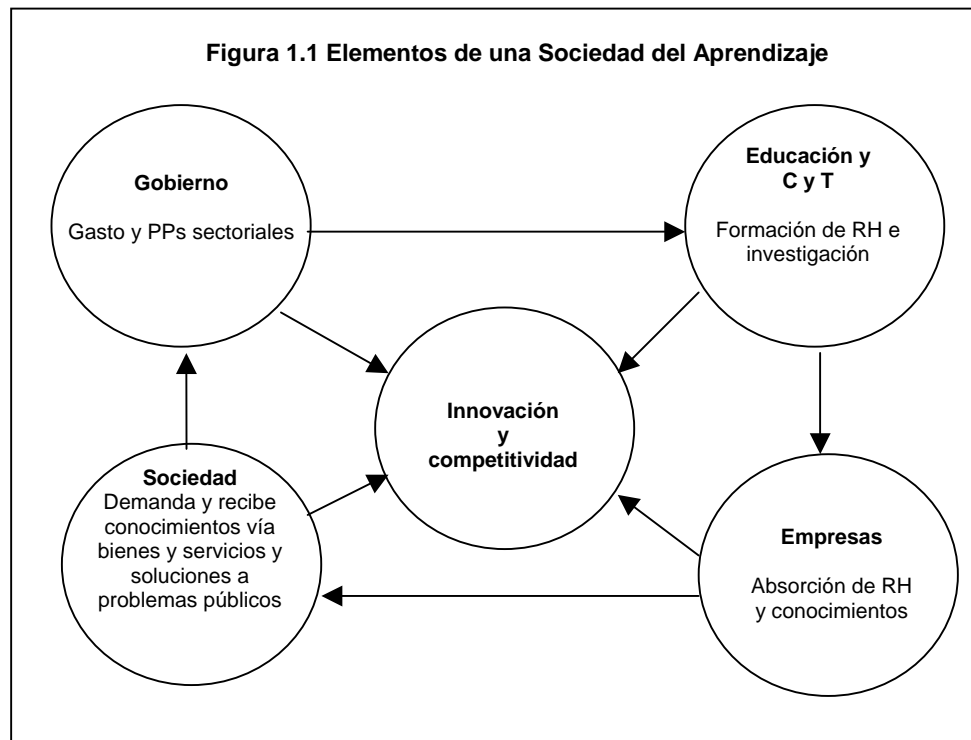 Figura 1.1 Elementos de una Sociedad del Aprendizaje
Gobierno
Gasto y PPs sectoriales
Educación y
C y T
Formación de RH e
investigación
Innovación
y
competitividad
Sociedad
Demanda y recibe
conocimientos vía
bienes y servicios y
soluciones a
problemas públicos
Empresas
Absorción de RH
y conocimientos